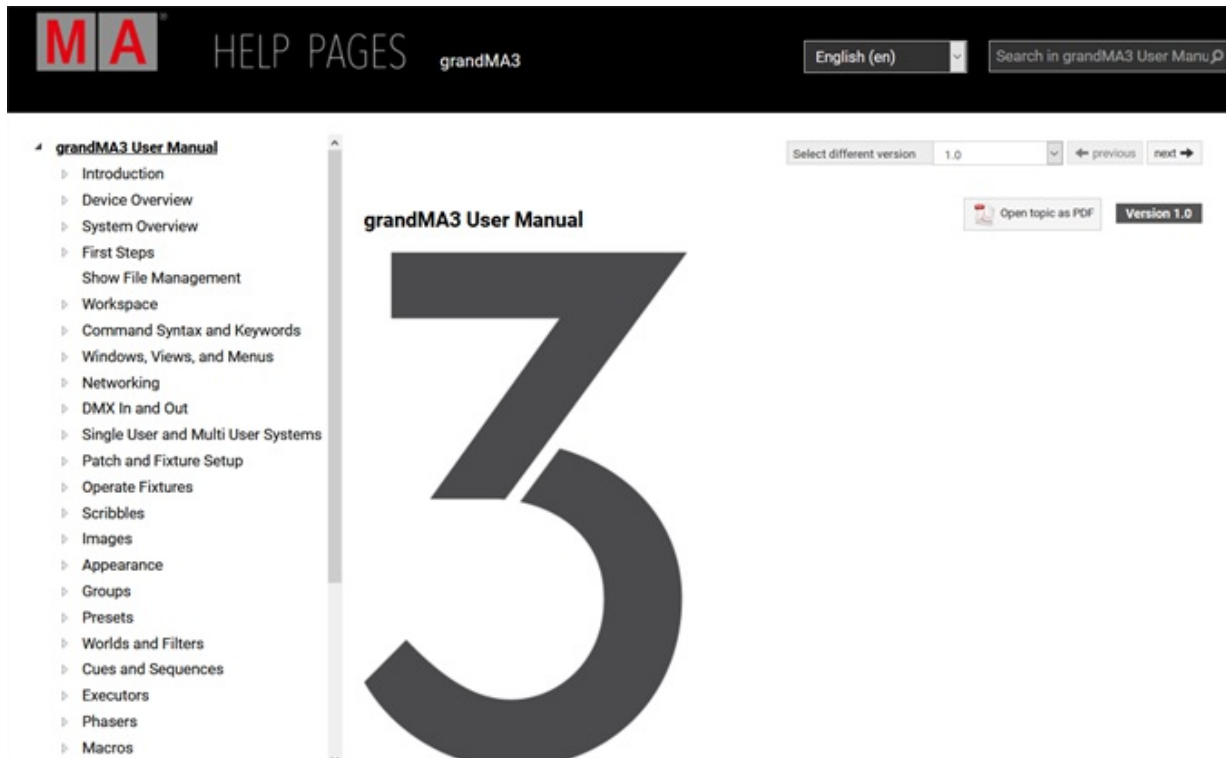 MA® HELP PAGES grandMA3
English (en)
Search in grandMA3 User Manu
grandMA3 User Manual
Introduction
Device Overview
System Overview
First Steps
Show File Management
Workspace
Command Syntax and Keywords
Windows, Views, and Menus
Networking
DMX In and Out
Single User and Multi User Systems
Patch and Fixture Setup
Operate Fixtures
Scribbles
Images
Appearance
Groups
Presets
Worlds and Filters
Cues and Sequences
Executors
Phasers
Macros
Select different version 1.0 previous next
grandMA3 User Manual
Open topic as PDF Version 1.0
3